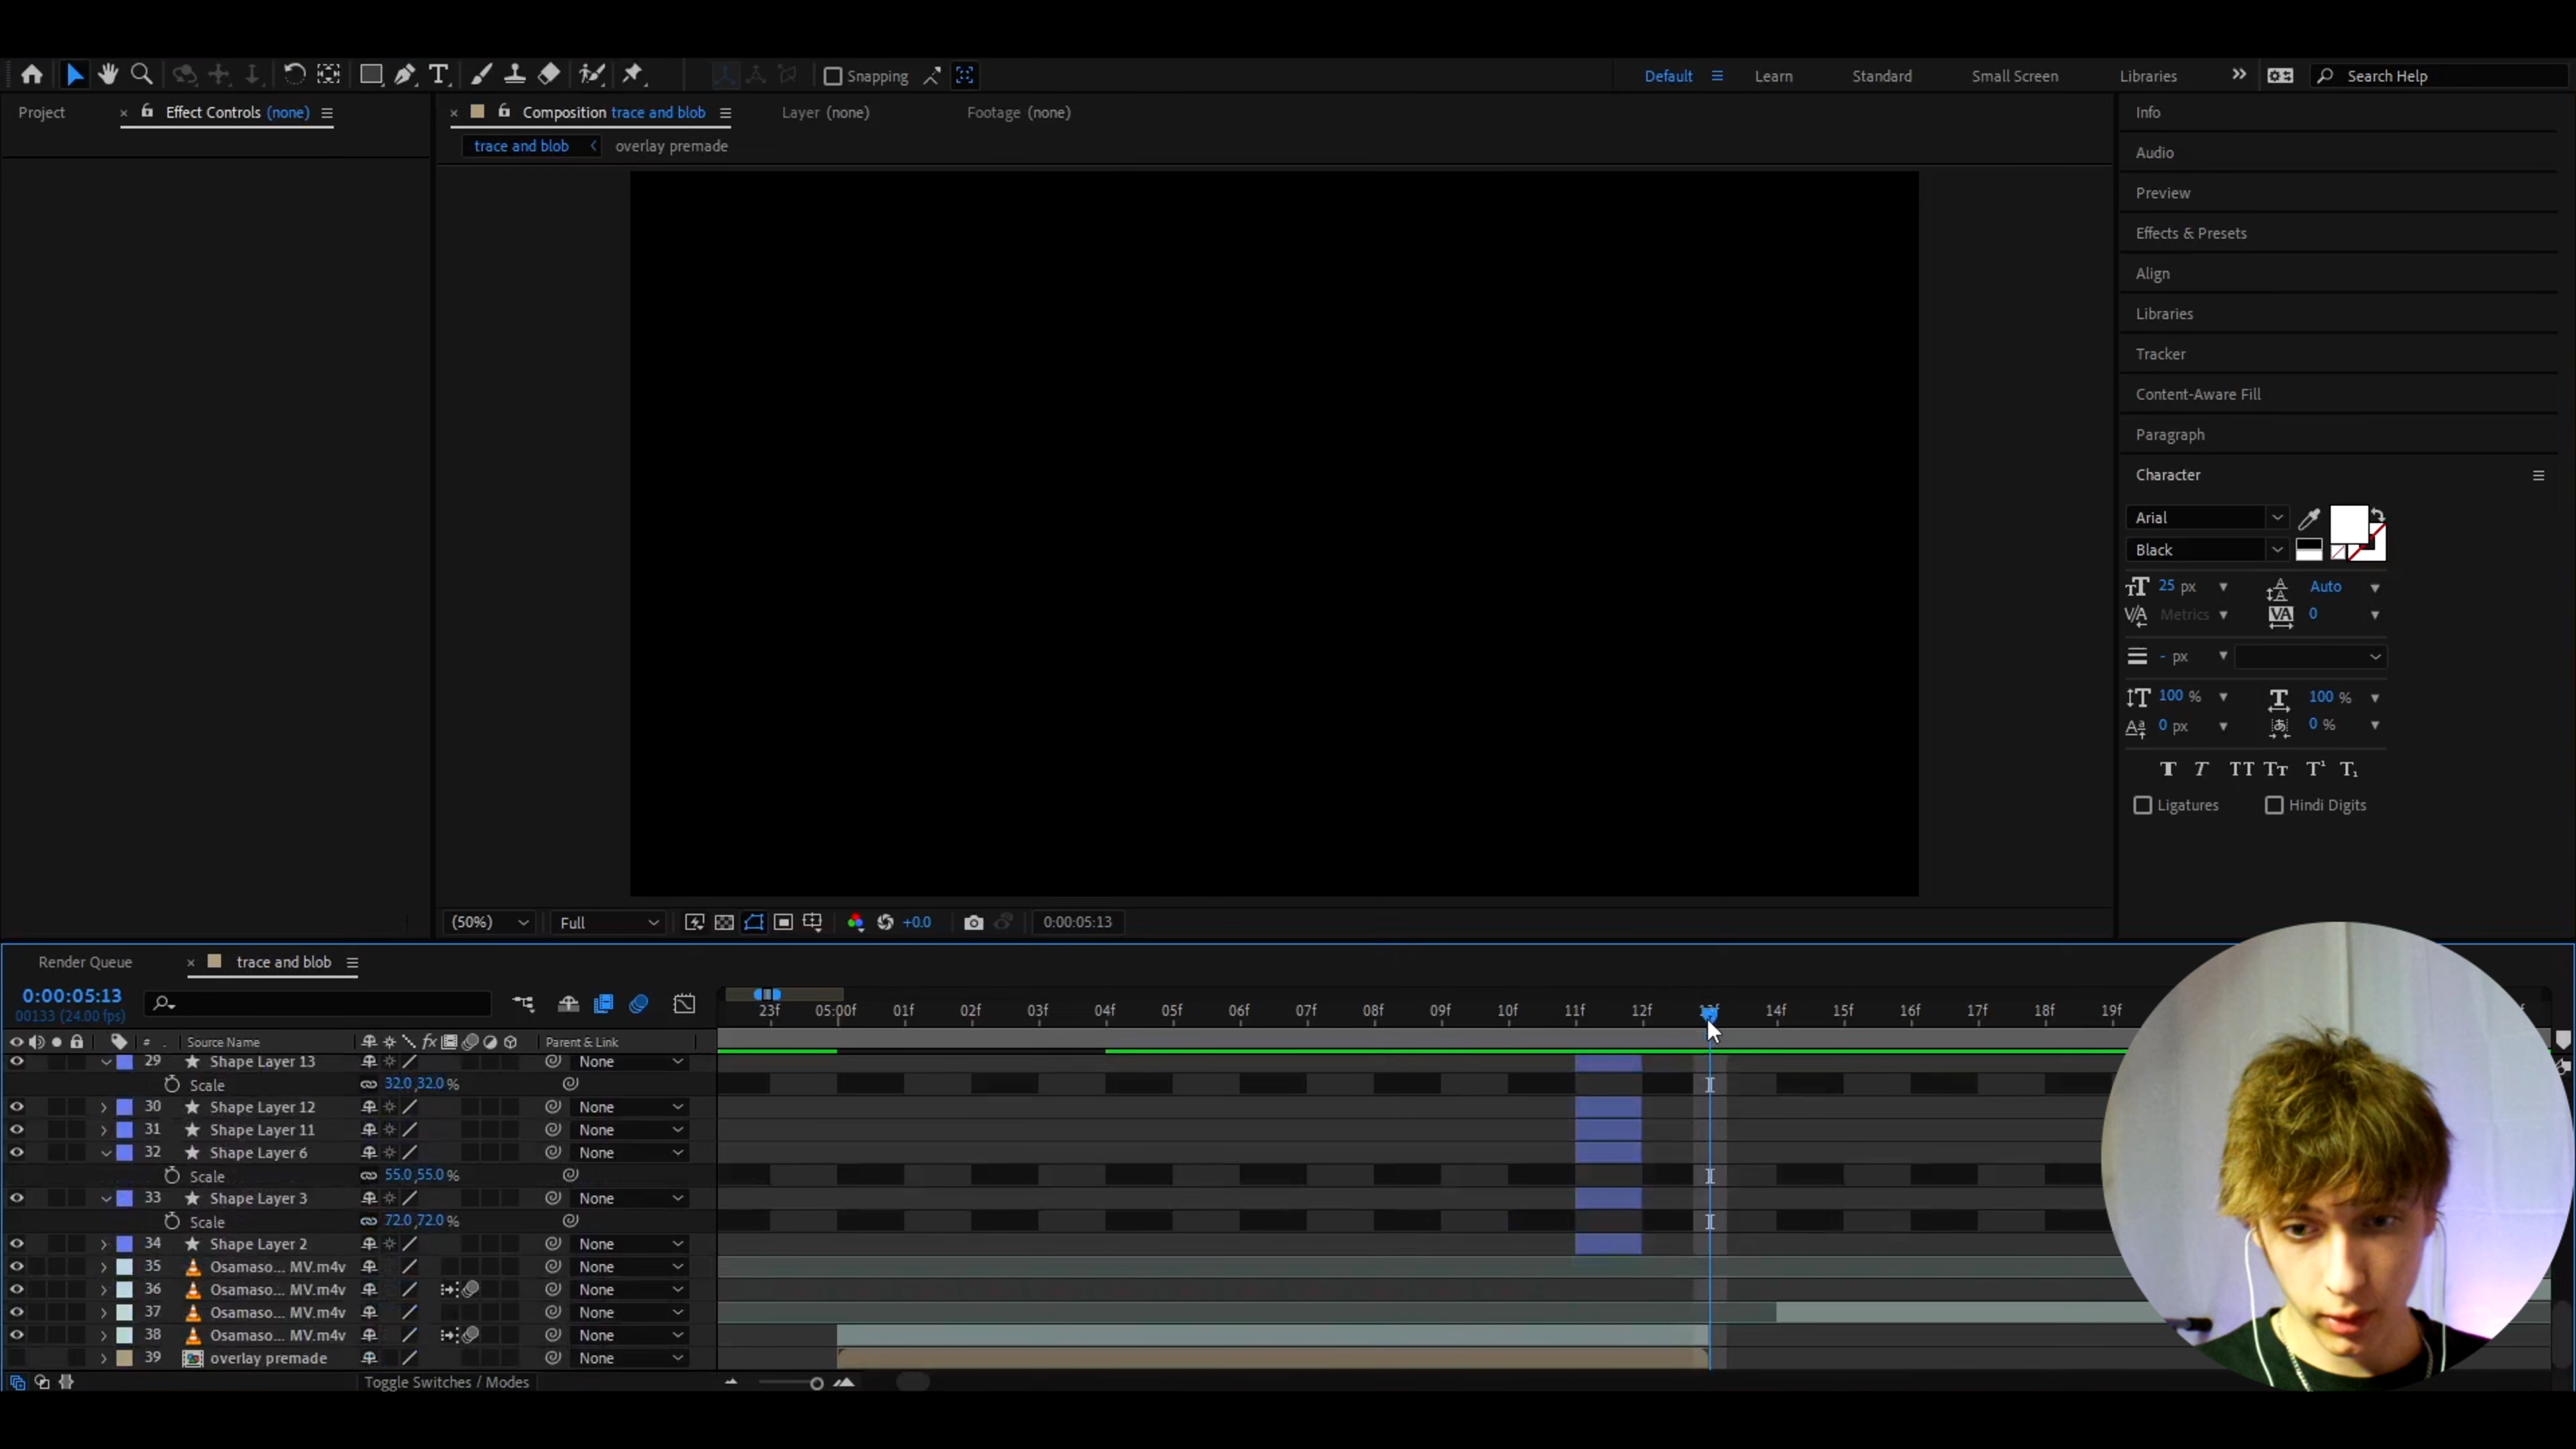 Snapping
Default
Learn
Standard
Small Screen
Libraries
Search Help
Project
Effect Controls (none)
Composition trace and blob
Layer (none)
Footage (none)
trace and blob
overlay premade
Info
Audio
Preview
Effects & Presets
Align
Libraries
Tracker
Content-Aware Fill
Paragraph
Character
Arial
Black
25 px
Auto
Metrics
0
- px
100 %
100 %
0 px
0 %
Ligatures
Hindi Digits
(50%)
Full
+0.0
0:00:05:13
Render Queue
trace and blob
0:00:05:13
00133 (24.00 fps)
23f 05:00f 01f 02f 03f 04f 05f 06f 07f 08f 09f 10f 11f 12f 14f 15f 16f 17f 18f 19f
# Source Name Parent & Link
29 Shape Layer 13 None
Scale 32.0,32.0 %
30 Shape Layer 12 None
31 Shape Layer 11 None
32 Shape Layer 6 None
Scale 55.0,55.0 %
33 Shape Layer 3 None
Scale 72.0,72.0 %
34 Shape Layer 2 None
35 Osamaso... MV.m4v None
36 Osamaso... MV.m4v None
37 Osamaso... MV.m4v None
38 Osamaso... MV.m4v None
39 overlay premade None
Toggle Switches / Modes